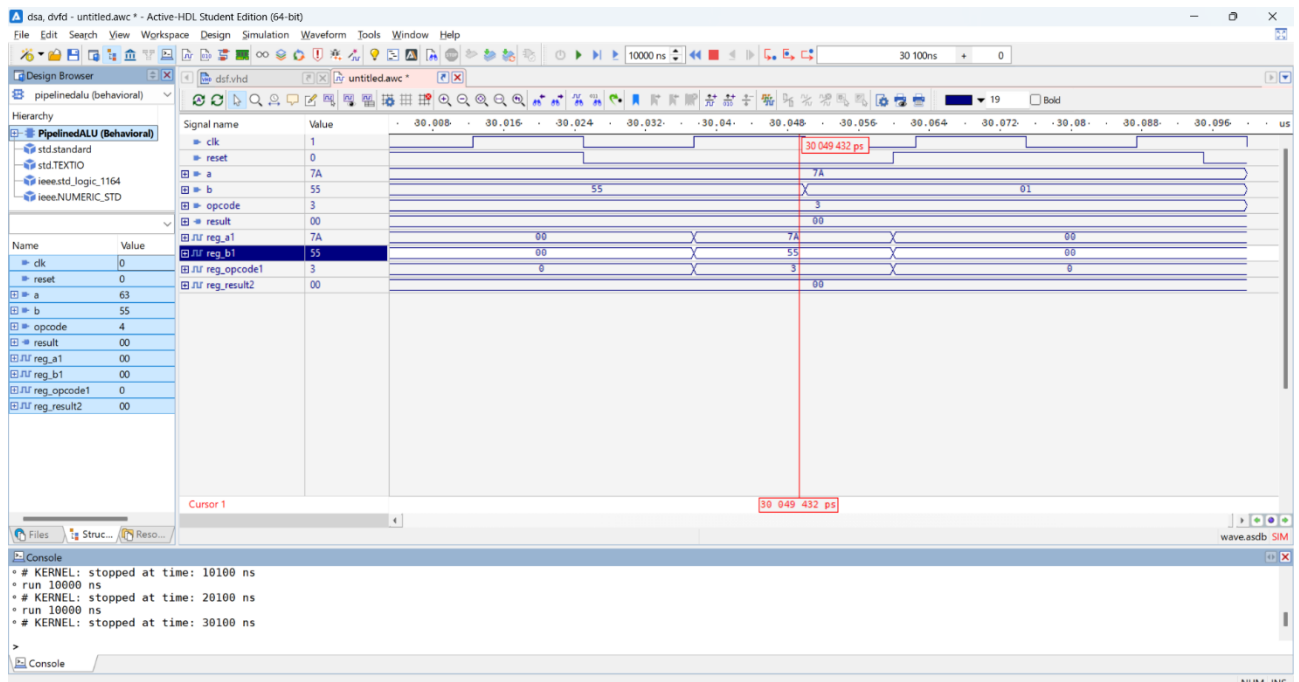 dsa, dvfd - untitled.awc * - Active-HDL Student Edition (64-bit)
File Edit Search View Workspace Design Simulation Waveform Tools Window Help
10000 ns 30 100ns + 0
Design Browser
pipelinedalu (behavioral)
Hierarchy
PipelinedALU (Behavioral)
std.standard
std.TEXTIO
ieee.std_logic_1164
ieee.NUMERIC_STD
Name Value
clk 0
reset 0
a 63
b 55
opcode 4
result 00
reg_a1 00
reg_b1 00
reg_opcode1 0
reg_result2 00
Files Struc... Reso...
dsf.vhd untitled.awc *
19 Bold
Signal name Value 30.008 30.016 30.024 30.032 30.04 30.048 30.056 30.064 30.072 30.08 30.088 30.096 us
clk 1 30 049 432 ps
reset 0
a 7A 7A
b 55 55 01
opcode 3 3
result 00 00
reg_a1 7A 00 7A 00
reg_b1 55 00 55 00
reg_opcode1 3 0 3 0
reg_result2 00 00
Cursor 1 30 049 432 ps
wave.asdb SIM
Console
# KERNEL: stopped at time: 10100 ns
run 10000 ns
# KERNEL: stopped at time: 20100 ns
run 10000 ns
# KERNEL: stopped at time: 30100 ns
>
Console